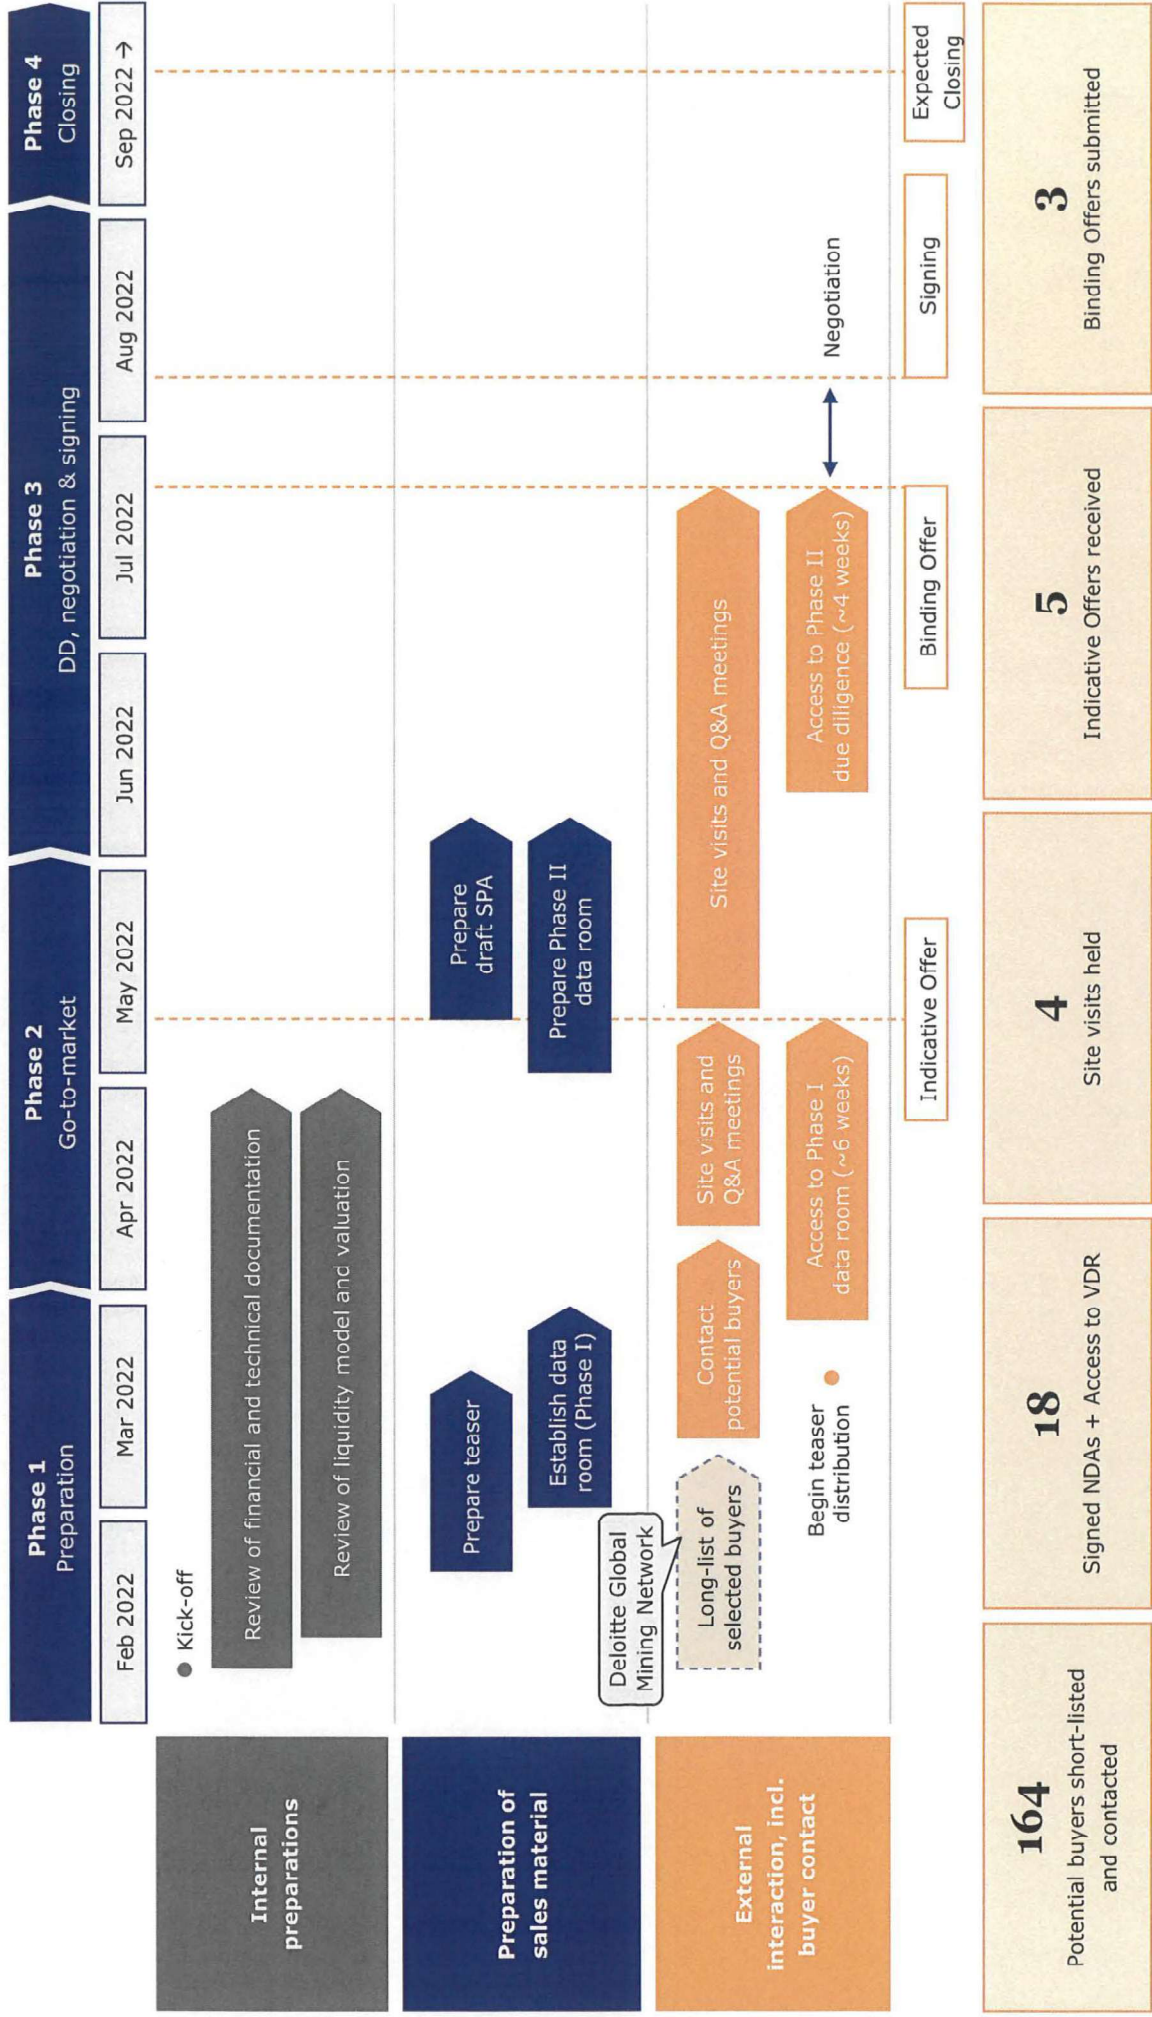 Phase 1
Preparation
Phase 2
Go-to-market
Phase 3
DD, negotiation & signing
Phase 4
Closing
Feb 2022
Mar 2022
Apr 2022
May 2022
Jun 2022
Jul 2022
Aug 2022
Sep 2022 →
Internal
preparations
Kick-off
Review of financial and technical documentation
Review of liquidity model and valuation
Preparation of
sales material
Prepare teaser
Establish data
room (Phase I)
Prepare
draft SPA
Prepare Phase II
data room
External
interaction, incl.
buyer contact
Deloitte Global
Mining Network
Long-list of
selected buyers
Contact
potential buyers
Site visits and
Q&A meetings
Site visits and Q&A meetings
Begin teaser
distribution
Access to Phase I
data room (~6 weeks)
Access to Phase II
due diligence (~4 weeks)
Negotiation
Indicative Offer
Binding Offer
Signing
Expected
Closing
164
Potential buyers short-listed
and contacted
18
Signed NDAs + Access to VDR
4
Site visits held
5
Indicative Offers received
3
Binding Offers submitted